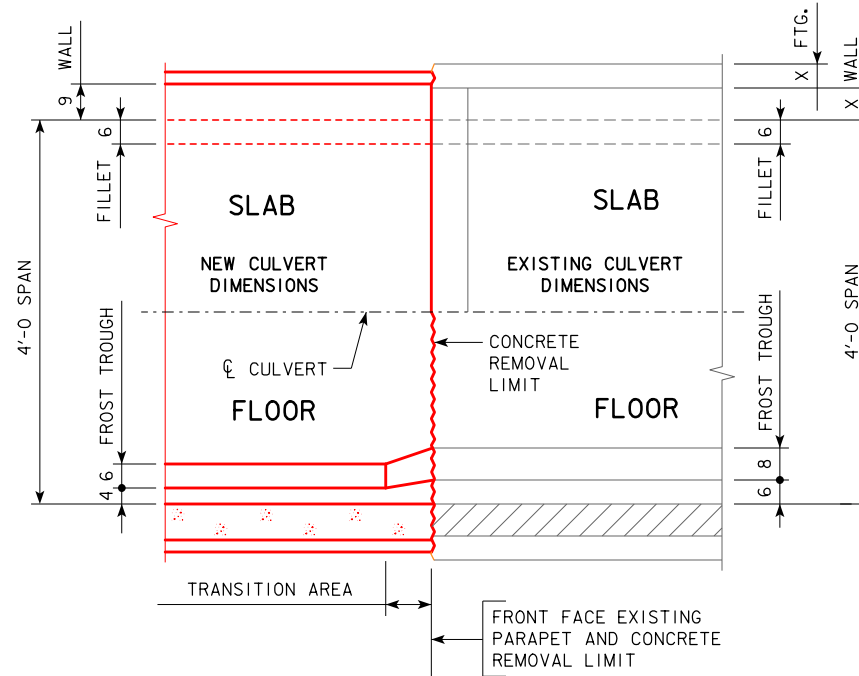 WALL
9
6
FILLET
4'-0 SPAN
FROST TROUGH
4 6
SLAB
NEW CULVERT
DIMENSIONS
℄ CULVERT
FLOOR
TRANSITION AREA
FTG.
X
WALL
X
SLAB
EXISTING CULVERT
DIMENSIONS
CONCRETE
REMOVAL
LIMIT
FLOOR
6
FILLET
4'-0 SPAN
FROST TROUGH
8
6
FRONT FACE EXISTING
PARAPET AND CONCRETE
REMOVAL LIMIT